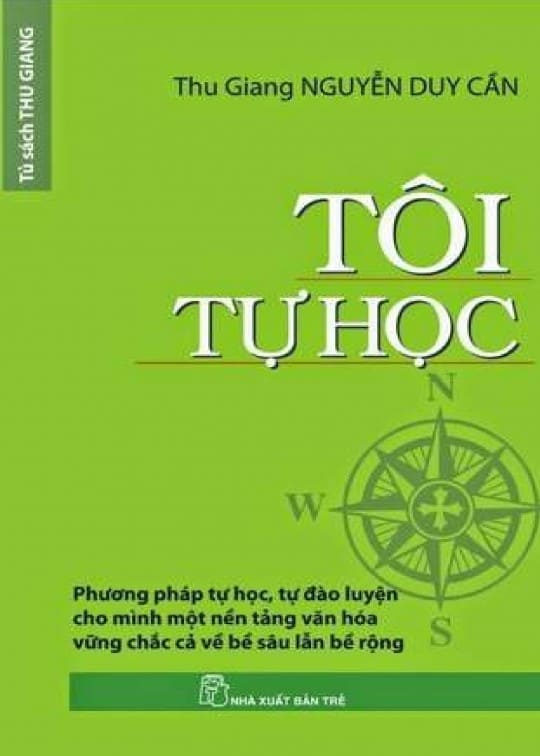 Tủ sách THU GIANG
Thu Giang NGUYỄN DUY CẦN
TÔI
TỰ HỌC
N
W
S
Phương pháp tự học, tự đào luyện
cho mình một nền tảng văn hóa
vững chắc cả về bề sâu lẫn bề rộng
NHÀ XUẤT BẢN TRẺ